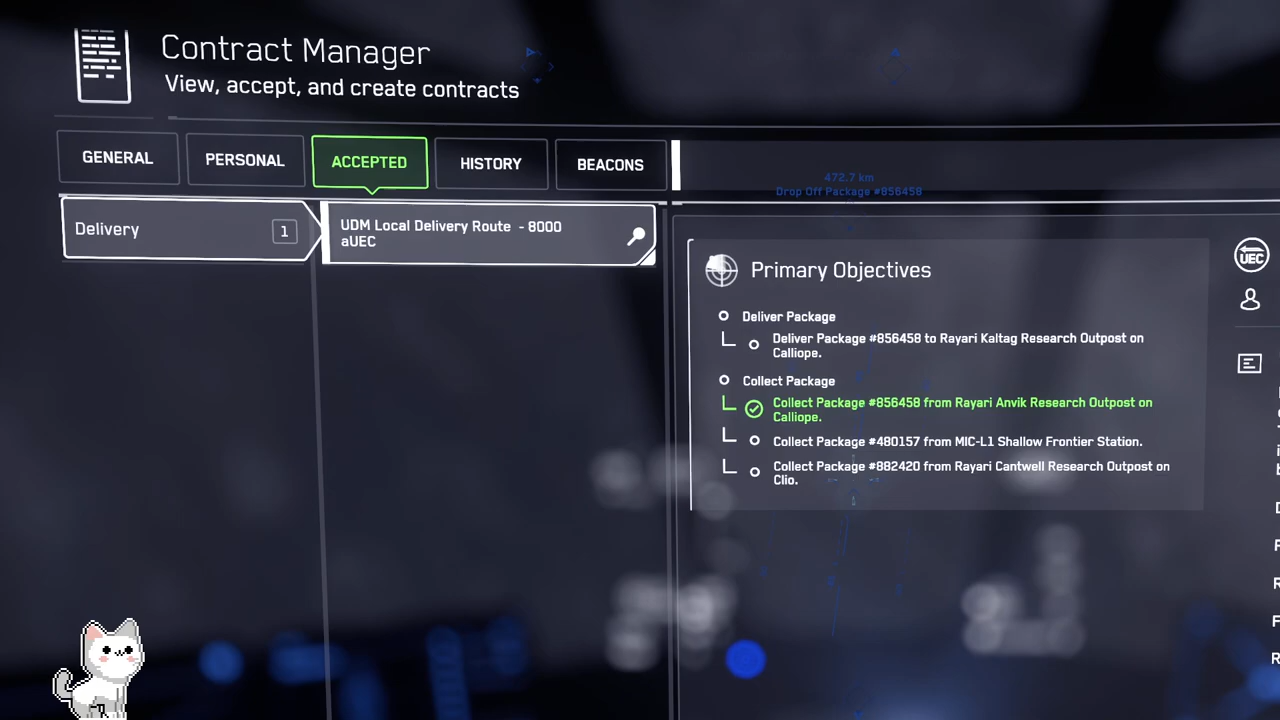 Contract Manager
View, accept, and create contracts
GENERAL
PERSONAL
ACCEPTED
HISTORY
BEACONS
472.7 km
Drop Off Package #856458
Delivery
1
UDM Local Delivery Route - 8000
aUEC
Primary Objectives
Deliver Package
Deliver Package #856458 to Rayari Kaltag Research Outpost on
Calliope.
Collect Package
Collect Package #856458 from Rayari Anvik Research Outpost on
Calliope.
Collect Package #480157 from MIC-L1 Shallow Frontier Station.
Collect Package #882420 from Rayari Cantwell Research Outpost on
Clio.
UEC